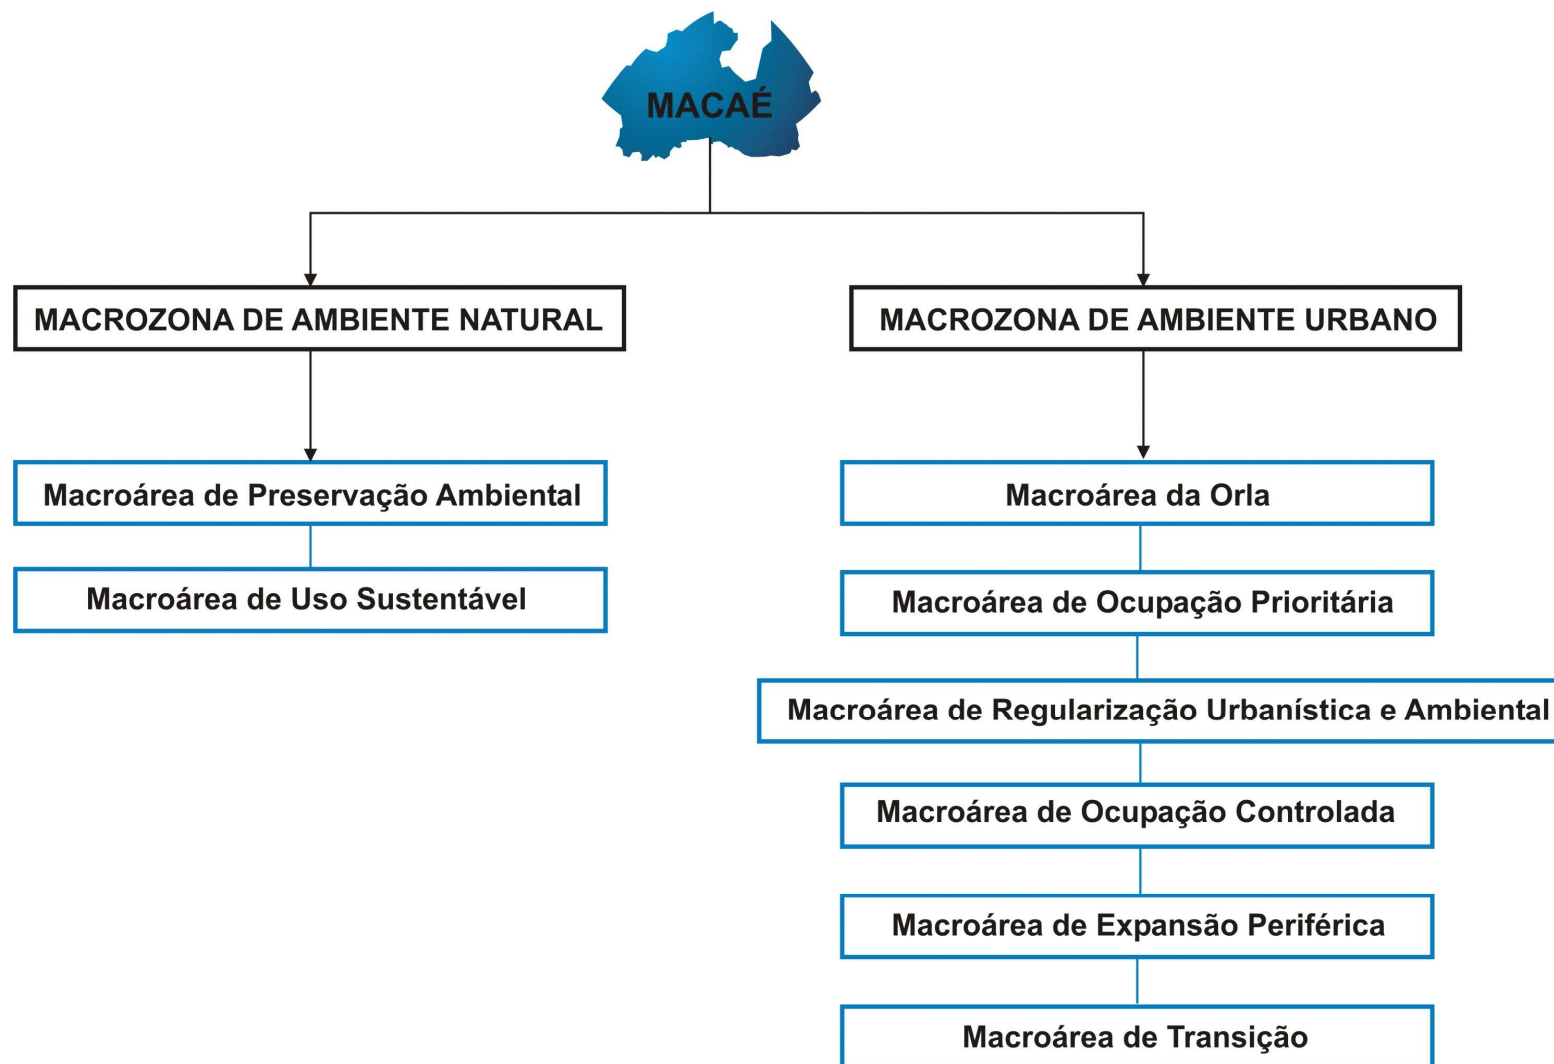 MACAÉ
MACROZONA DE AMBIENTE NATURAL
MACROZONA DE AMBIENTE URBANO
Macroárea de Preservação Ambiental
Macroárea de Uso Sustentável
Macroárea da Orla
Macroárea de Ocupação Prioritária
Macroárea de Regularização Urbanística e Ambiental
Macroárea de Ocupação Controlada
Macroárea de Expansão Periférica
Macroárea de Transição